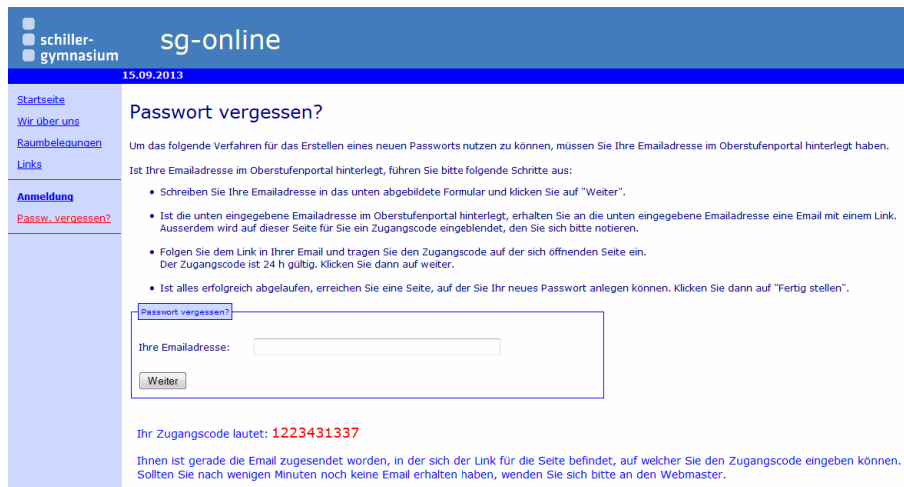 schiller-
gymnasium
sg-online
15.09.2013
Startseite
Wir über uns
Raumbelegungen
Links
Anmeldung
Passw. vergessen?
Passwort vergessen?
Um das folgende Verfahren für das Erstellen eines neuen Passworts nutzen zu können, müssen Sie Ihre Emailadresse im Oberstufenportal hinterlegt haben.
Ist Ihre Emailadresse im Oberstufenportal hinterlegt, führen Sie bitte folgende Schritte aus:
• Schreiben Sie Ihre Emailadresse in das unten abgebildete Formular und klicken Sie auf "Weiter".
• Ist die unten eingegebene Emailadresse im Oberstufenportal hinterlegt, erhalten Sie an die unten eingegebene Emailadresse eine Email mit einem Link.
Ausserdem wird auf dieser Seite für Sie ein Zugangscode eingeblendet, den Sie sich bitte notieren.
• Folgen Sie dem Link in Ihrer Email und tragen Sie den Zugangscode auf der sich öffnenden Seite ein.
Der Zugangscode ist 24 h gültig. Klicken Sie dann auf weiter.
• Ist alles erfolgreich abgelaufen, erreichen Sie eine Seite, auf der Sie Ihr neues Passwort anlegen können. Klicken Sie dann auf "Fertig stellen".
Passwort vergessen?
Ihre Emailadresse:
Weiter
Ihr Zugangscode lautet: 1223431337
Ihnen ist gerade die Email zugesendet worden, in der sich der Link für die Seite befindet, auf welcher Sie den Zugangscode eingeben können.
Sollten Sie nach wenigen Minuten noch keine Email erhalten haben, wenden Sie sich bitte an den Webmaster.